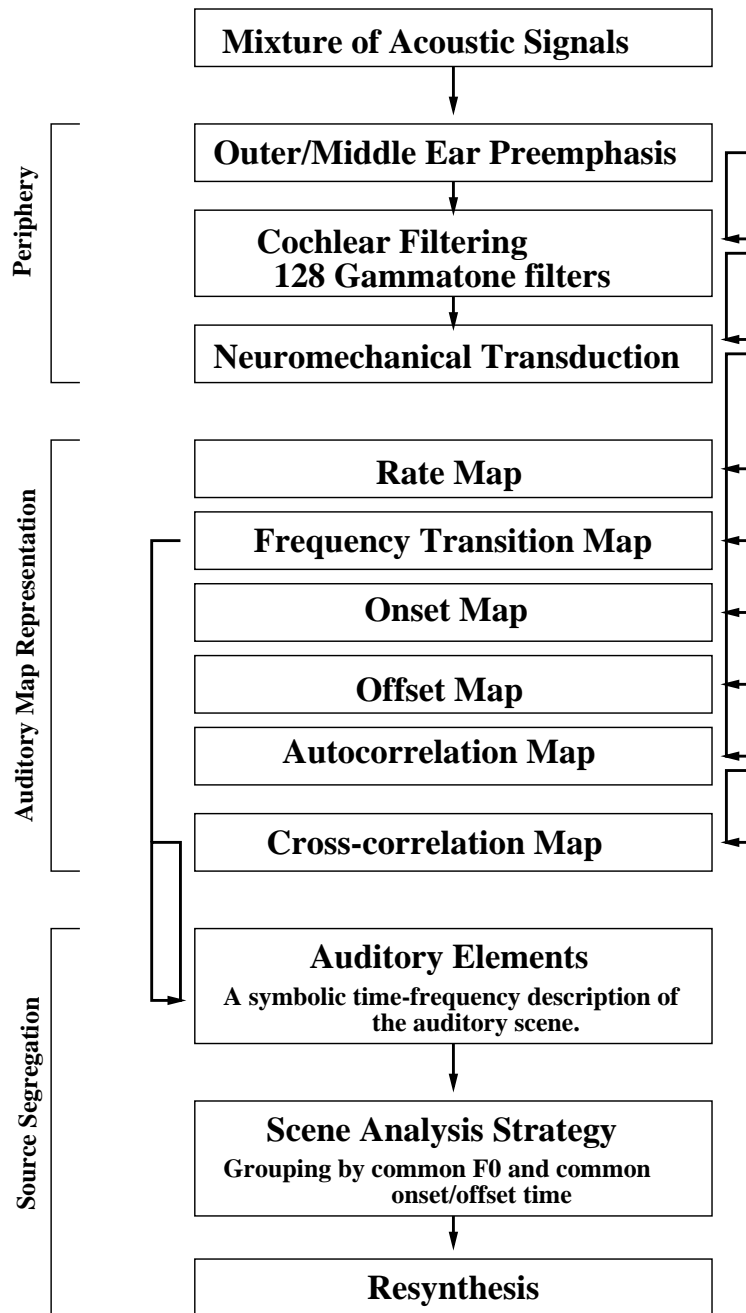 Mixture of Acoustic Signals
Periphery
Outer/Middle Ear Preemphasis
Cochlear Filtering
128 Gammatone filters
Neuromechanical Transduction
Auditory Map Representation
Rate Map
Frequency Transition Map
Onset Map
Offset Map
Autocorrelation Map
Cross-correlation Map
Source Segregation
Auditory Elements
A symbolic time-frequency description of
the auditory scene.
Scene Analysis Strategy
Grouping by common F0 and common
onset/offset time
Resynthesis